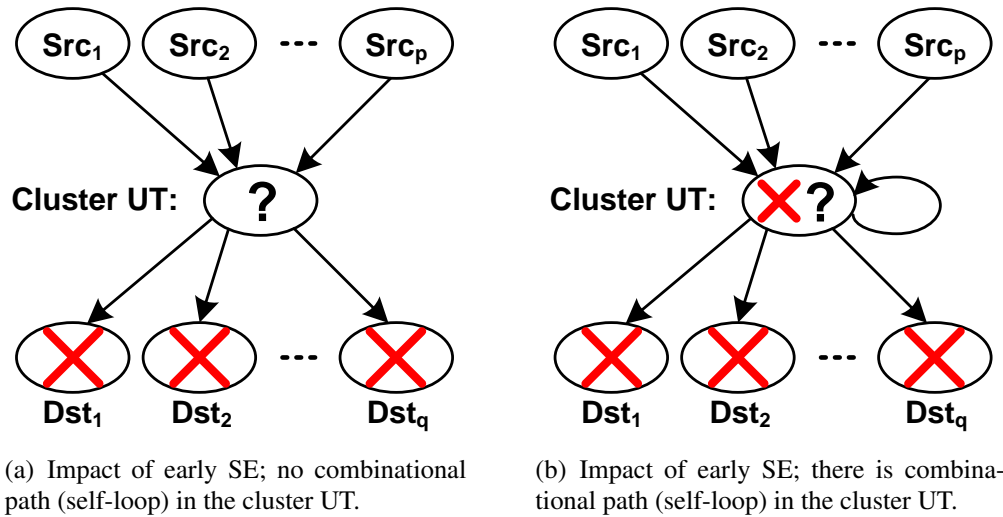 Src1 Src2 --- Srcp
Cluster UT: ?
Dst1 Dst2 --- Dstq
(a) Impact of early SE; no combinational
path (self-loop) in the cluster UT.
Src1 Src2 --- Srcp
Cluster UT: ?
Dst1 Dst2 --- Dstq
(b) Impact of early SE; there is combina-
tional path (self-loop) in the cluster UT.